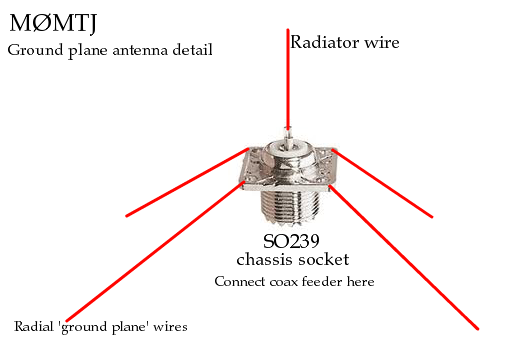 MØMTJ
Ground plane antenna detail
Radiator wire
SO239
chassis socket
Connect coax feeder here
Radial 'ground plane' wires